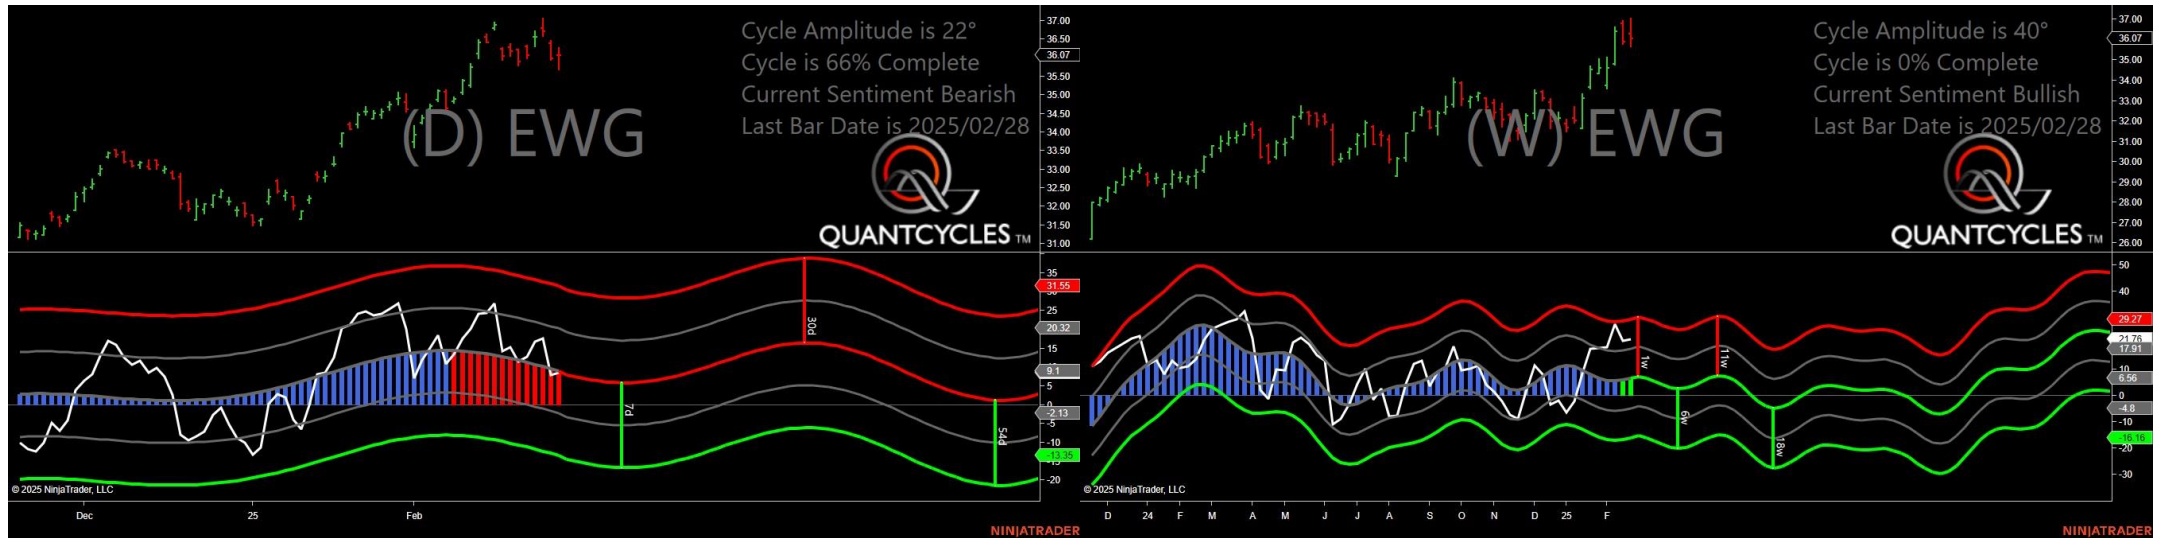 Cycle Amplitude is 22°
Cycle is 66% Complete
Current Sentiment Bearish
Last Bar Date is 2025/02/28
(D) EWG
QUANTCYCLES TM
37.00
36.50
36.07
35.50
35.00
34.50
34.00
33.50
33.00
32.50
32.00
31.50
31.00
35
31.55
25
20.32
15
9.1
5
0
-2.13
-5
-10
-13.35
-20
7d
30d
54d
© 2025 NinjaTrader, LLC
Dec
25
Feb
NINJATRADER
Cycle Amplitude is 40°
Cycle is 0% Complete
Current Sentiment Bullish
Last Bar Date is 2025/02/28
(W) EWG
QUANTCYCLES TM
37.00
36.07
35.00
34.00
33.00
32.00
31.00
30.00
29.00
28.00
27.00
26.00
50
40
29.27
21.76
17.91
10
6.56
0
-4.8
-10
-16.16
-20
-30
1w
6w
11w
18w
© 2025 NinjaTrader, LLC
D 24 F M A M J J A S O N D 25 F
NINJATRADER